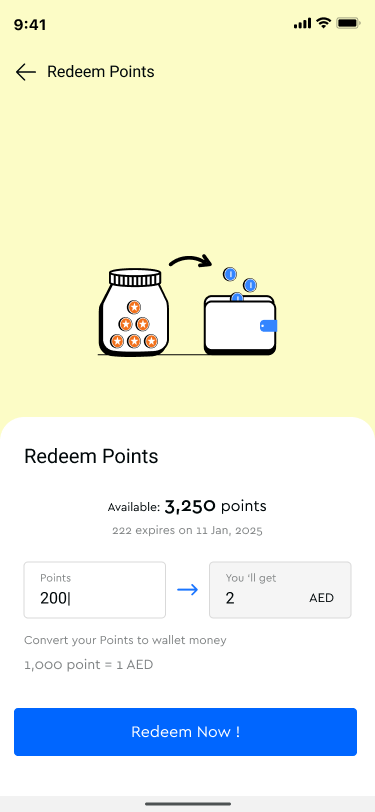 9:41
Redeem Points
Redeem Points
Available: 3,250 points
222 expires on 11 Jan, 2025
Points
200
You 'll get
2 AED
Convert your Points to wallet money
1,000 point = 1 AED
Redeem Now !